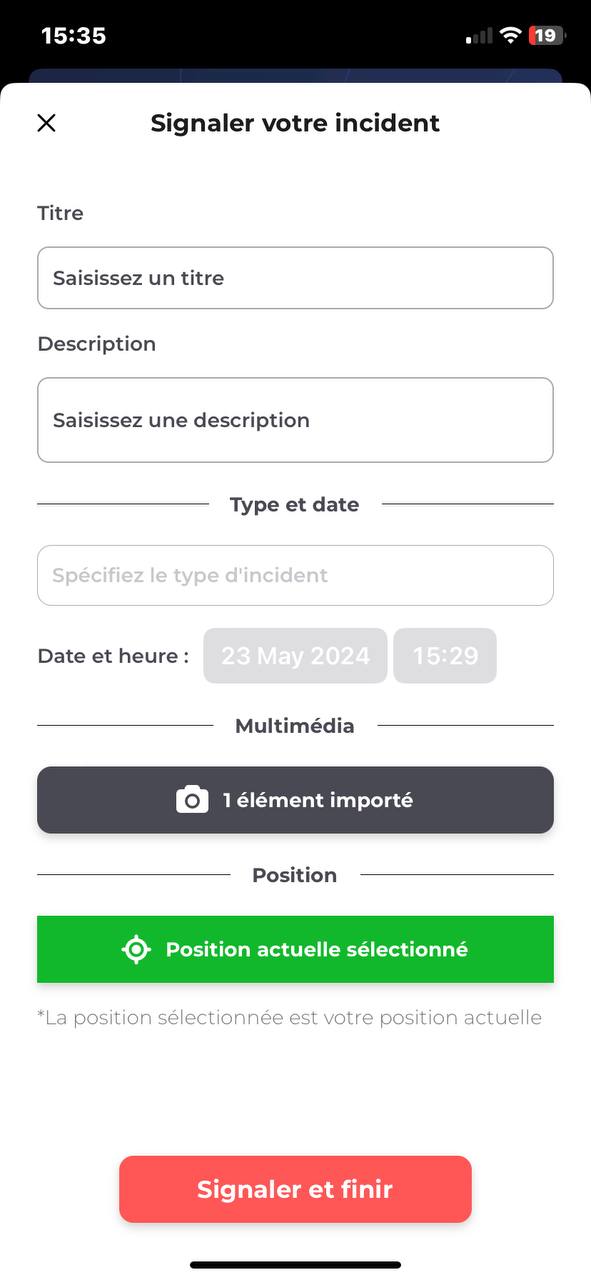 15:35
19
Signaler votre incident
Titre
Saisissez un titre
Description
Saisissez une description
Type et date
Spécifiez le type d'incident
Date et heure : 23 May 2024 15:29
Multimédia
1 élément importé
Position
Position actuelle sélectionné
*La position sélectionnée est votre position actuelle
Signaler et finir